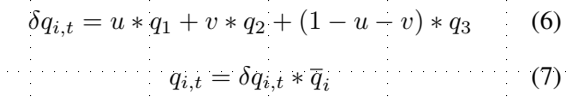 δq_{i,t} = u ∗ q_1 + v ∗ q_2 + (1 − u − v) ∗ q_3 (6)
q_{i,t} = δq_{i,t} ∗ q̅_i (7)